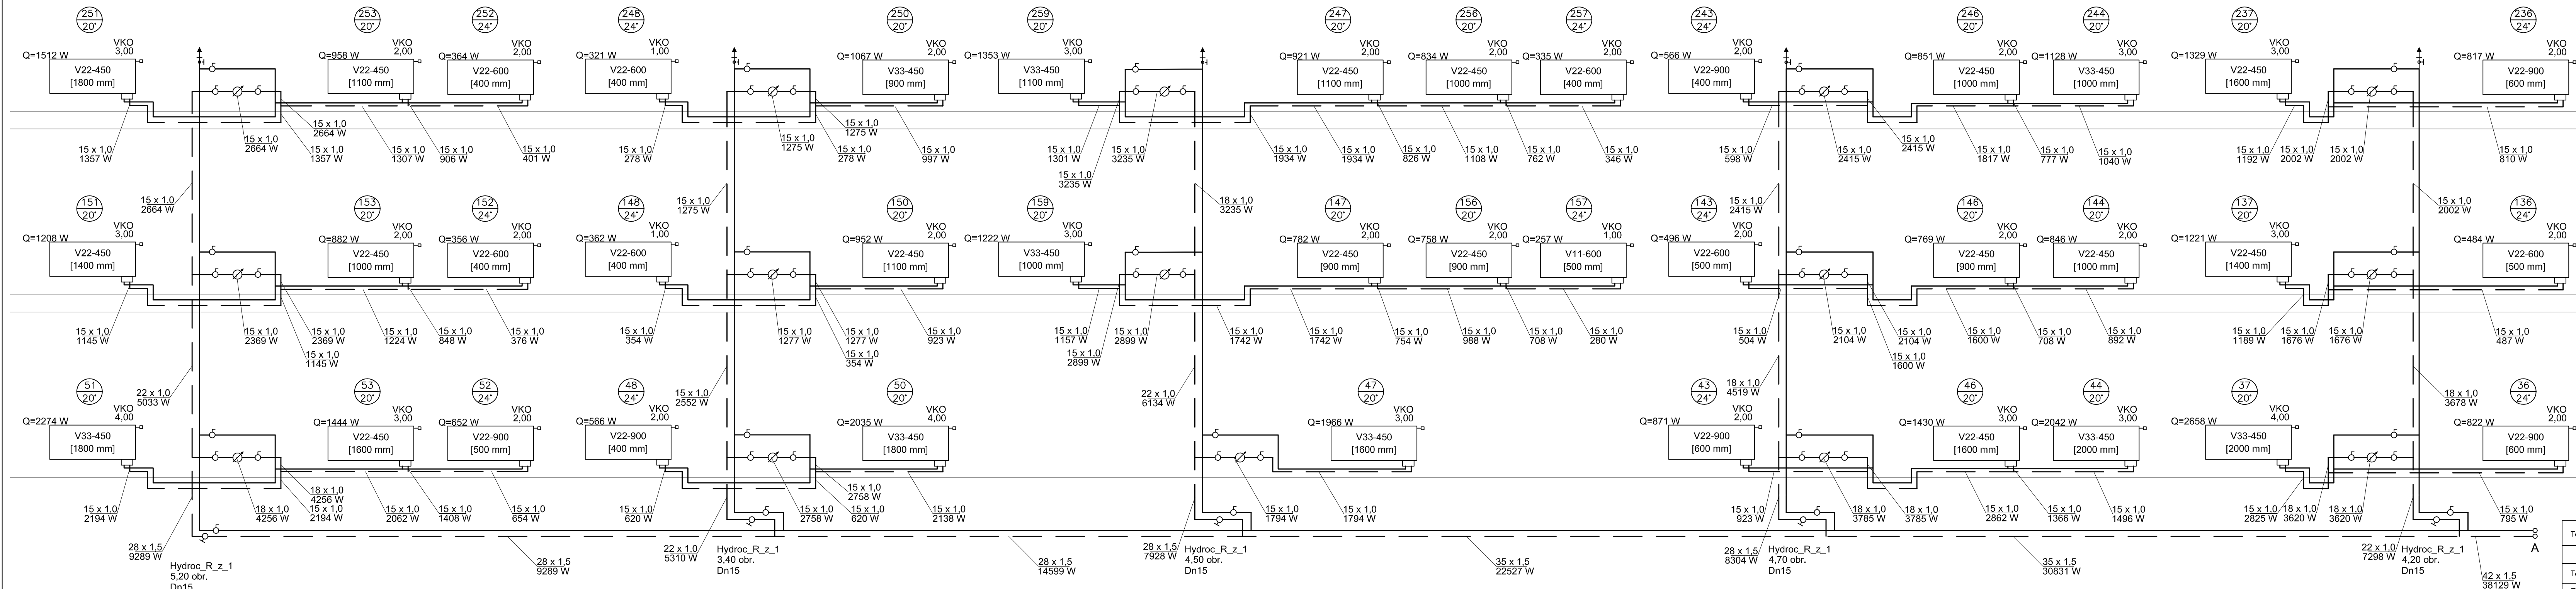 251
20°
253
20°
252
24°
248
24°
250
20°
259
20°
247
20°
256
20°
257
24°
243
24°
246
20°
244
20°
237
20°
236
24°
Q=1512 W
VKO
3,00
V22-450
[1800 mm]
Q=958 W
VKO
2,00
V22-450
[1100 mm]
Q=364 W
VKO
2,00
V22-600
[400 mm]
Q=321 W
VKO
1,00
V22-600
[400 mm]
Q=1067 W
VKO
2,00
V33-450
[900 mm]
Q=1353 W
VKO
3,00
V33-450
[1100 mm]
Q=921 W
VKO
2,00
V22-450
[1100 mm]
Q=834 W
VKO
2,00
V22-450
[1000 mm]
Q=335 W
VKO
2,00
V22-600
[400 mm]
Q=566 W
VKO
2,00
V22-900
[400 mm]
Q=851 W
VKO
2,00
V22-450
[1000 mm]
Q=1128 W
VKO
3,00
V33-450
[1000 mm]
Q=1329 W
VKO
3,00
V22-450
[1600 mm]
Q=817 W
VKO
2,00
V22-900
[600 mm]
15 x 1,0
1357 W
15 x 1,0
2664 W
15 x 1,0
2664 W
15 x 1,0
1357 W
15 x 1,0
1307 W
15 x 1,0
906 W
15 x 1,0
401 W
15 x 1,0
278 W
15 x 1,0
1275 W
15 x 1,0
1275 W
15 x 1,0
278 W
15 x 1,0
997 W
15 x 1,0
1301 W
15 x 1,0
3235 W
15 x 1,0
3235 W
15 x 1,0
1934 W
15 x 1,0
1934 W
15 x 1,0
826 W
15 x 1,0
1108 W
15 x 1,0
762 W
15 x 1,0
346 W
15 x 1,0
598 W
15 x 1,0
2415 W
15 x 1,0
2415 W
15 x 1,0
1817 W
15 x 1,0
777 W
15 x 1,0
1040 W
15 x 1,0
1192 W
15 x 1,0
2002 W
15 x 1,0
2002 W
15 x 1,0
810 W
15 x 1,0
2664 W
15 x 1,0
1275 W
18 x 1,0
3235 W
15 x 1,0
2415 W
15 x 1,0
2002 W
151
20°
153
20°
152
24°
148
24°
150
20°
159
20°
147
20°
156
20°
157
24°
143
24°
146
20°
144
20°
137
20°
136
24°
Q=1208 W
VKO
3,00
V22-450
[1400 mm]
Q=882 W
VKO
2,00
V22-450
[1000 mm]
Q=356 W
VKO
2,00
V22-600
[400 mm]
Q=362 W
VKO
1,00
V22-600
[400 mm]
Q=952 W
VKO
2,00
V22-450
[1100 mm]
Q=1222 W
VKO
3,00
V33-450
[1000 mm]
Q=782 W
VKO
2,00
V22-450
[900 mm]
Q=758 W
VKO
2,00
V22-450
[900 mm]
Q=257 W
VKO
1,00
V11-600
[500 mm]
Q=496 W
VKO
2,00
V22-600
[500 mm]
Q=769 W
VKO
2,00
V22-450
[900 mm]
Q=846 W
VKO
2,00
V22-450
[1000 mm]
Q=1221 W
VKO
3,00
V22-450
[1400 mm]
Q=484 W
VKO
2,00
V22-600
[500 mm]
15 x 1,0
1145 W
15 x 1,0
2369 W
15 x 1,0
2369 W
15 x 1,0
1145 W
15 x 1,0
1224 W
15 x 1,0
848 W
15 x 1,0
376 W
15 x 1,0
354 W
15 x 1,0
1277 W
15 x 1,0
1277 W
15 x 1,0
354 W
15 x 1,0
923 W
15 x 1,0
1157 W
15 x 1,0
2899 W
15 x 1,0
2899 W
15 x 1,0
1742 W
15 x 1,0
1742 W
15 x 1,0
754 W
15 x 1,0
988 W
15 x 1,0
708 W
15 x 1,0
280 W
15 x 1,0
504 W
15 x 1,0
2104 W
15 x 1,0
2104 W
15 x 1,0
1600 W
15 x 1,0
1600 W
15 x 1,0
708 W
15 x 1,0
892 W
15 x 1,0
1189 W
15 x 1,0
1676 W
15 x 1,0
1676 W
15 x 1,0
487 W
22 x 1,0
5033 W
15 x 1,0
2552 W
22 x 1,0
6134 W
18 x 1,0
4519 W
18 x 1,0
3678 W
51
20°
53
20°
52
24°
48
24°
50
20°
47
20°
43
24°
46
20°
44
20°
37
20°
36
24°
Q=2274 W
VKO
4,00
V33-450
[1800 mm]
Q=1444 W
VKO
3,00
V22-450
[1600 mm]
Q=652 W
VKO
2,00
V22-900
[500 mm]
Q=566 W
VKO
2,00
V22-900
[400 mm]
Q=2035 W
VKO
4,00
V33-450
[1800 mm]
Q=1966 W
VKO
3,00
V33-450
[1600 mm]
Q=871 W
VKO
2,00
V22-900
[600 mm]
Q=1430 W
VKO
3,00
V22-450
[1600 mm]
Q=2042 W
VKO
3,00
V33-450
[2000 mm]
Q=2658 W
VKO
4,00
V33-450
[2000 mm]
Q=822 W
VKO
2,00
V22-900
[600 mm]
15 x 1,0
2194 W
18 x 1,0
4256 W
18 x 1,0
4256 W
15 x 1,0
2194 W
15 x 1,0
2062 W
15 x 1,0
1408 W
15 x 1,0
654 W
15 x 1,0
620 W
15 x 1,0
2758 W
15 x 1,0
2758 W
15 x 1,0
620 W
15 x 1,0
2138 W
15 x 1,0
1794 W
15 x 1,0
1794 W
15 x 1,0
923 W
18 x 1,0
3785 W
18 x 1,0
3785 W
15 x 1,0
2862 W
15 x 1,0
1366 W
15 x 1,0
1496 W
15 x 1,0
2825 W
18 x 1,0
3620 W
18 x 1,0
3620 W
15 x 1,0
795 W
28 x 1,5
9289 W
Hydroc_R_z_1
5,20 obr.
Dn15
28 x 1,5
9289 W
22 x 1,0
5310 W
Hydroc_R_z_1
3,40 obr.
Dn15
28 x 1,5
14599 W
28 x 1,5
7928 W
Hydroc_R_z_1
4,50 obr.
Dn15
35 x 1,5
22527 W
28 x 1,5
8304 W
Hydroc_R_z_1
4,70 obr.
Dn15
35 x 1,5
30831 W
22 x 1,0
7298 W
Hydroc_R_z_1
4,20 obr.
Dn15
42 x 1,5
38129 W
A